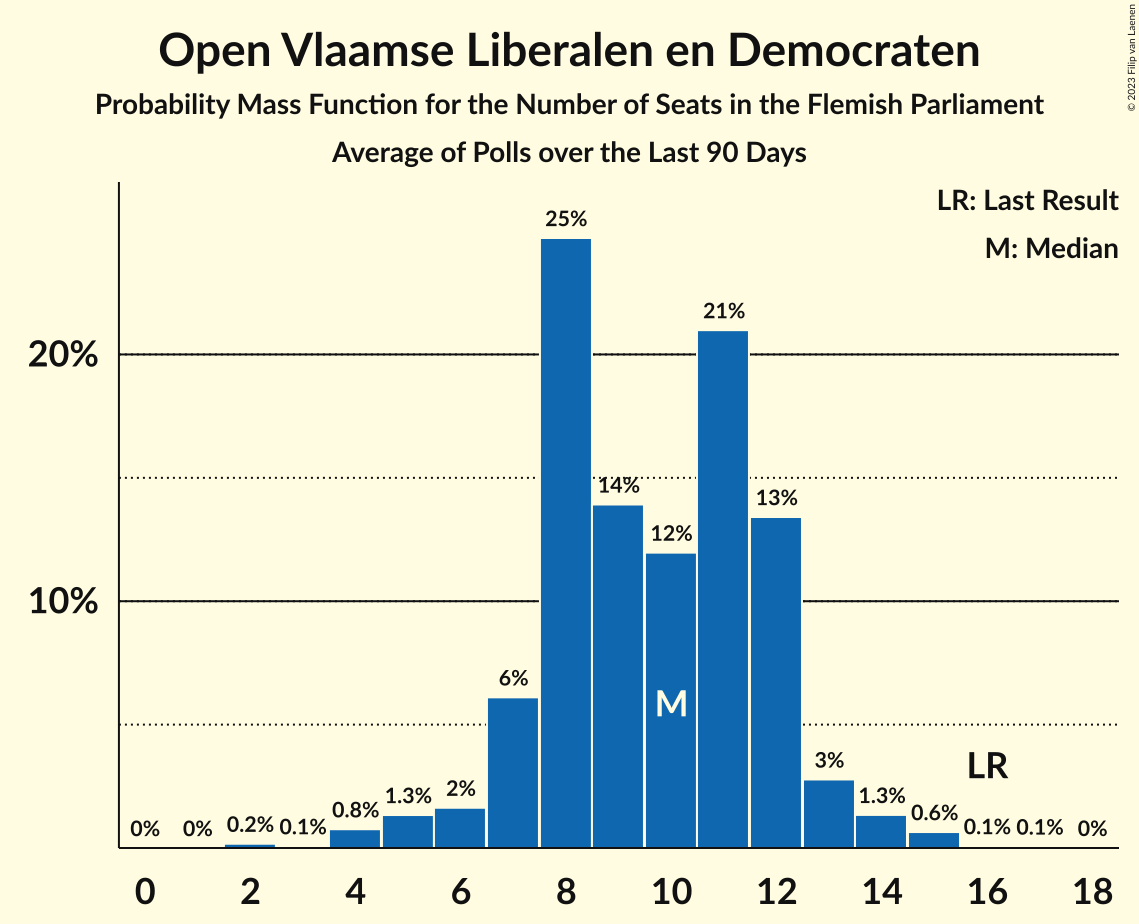 Open Vlaamse Liberalen en Democraten
Probability Mass Function for the Number of Seats in the Flemish Parliament
Average of Polls over the Last 90 Days
© 2023 Filip van Laenen
LR: Last Result
M: Median
25%
21%
20%
14%
13%
12%
10%
6%
M
3%
LR
2%
1.3%
1.3%
0.8%
0.6%
0% 0% 0.2% 0.1% 0.1% 0.1% 0%
0 2 4 6 8 10 12 14 16 18